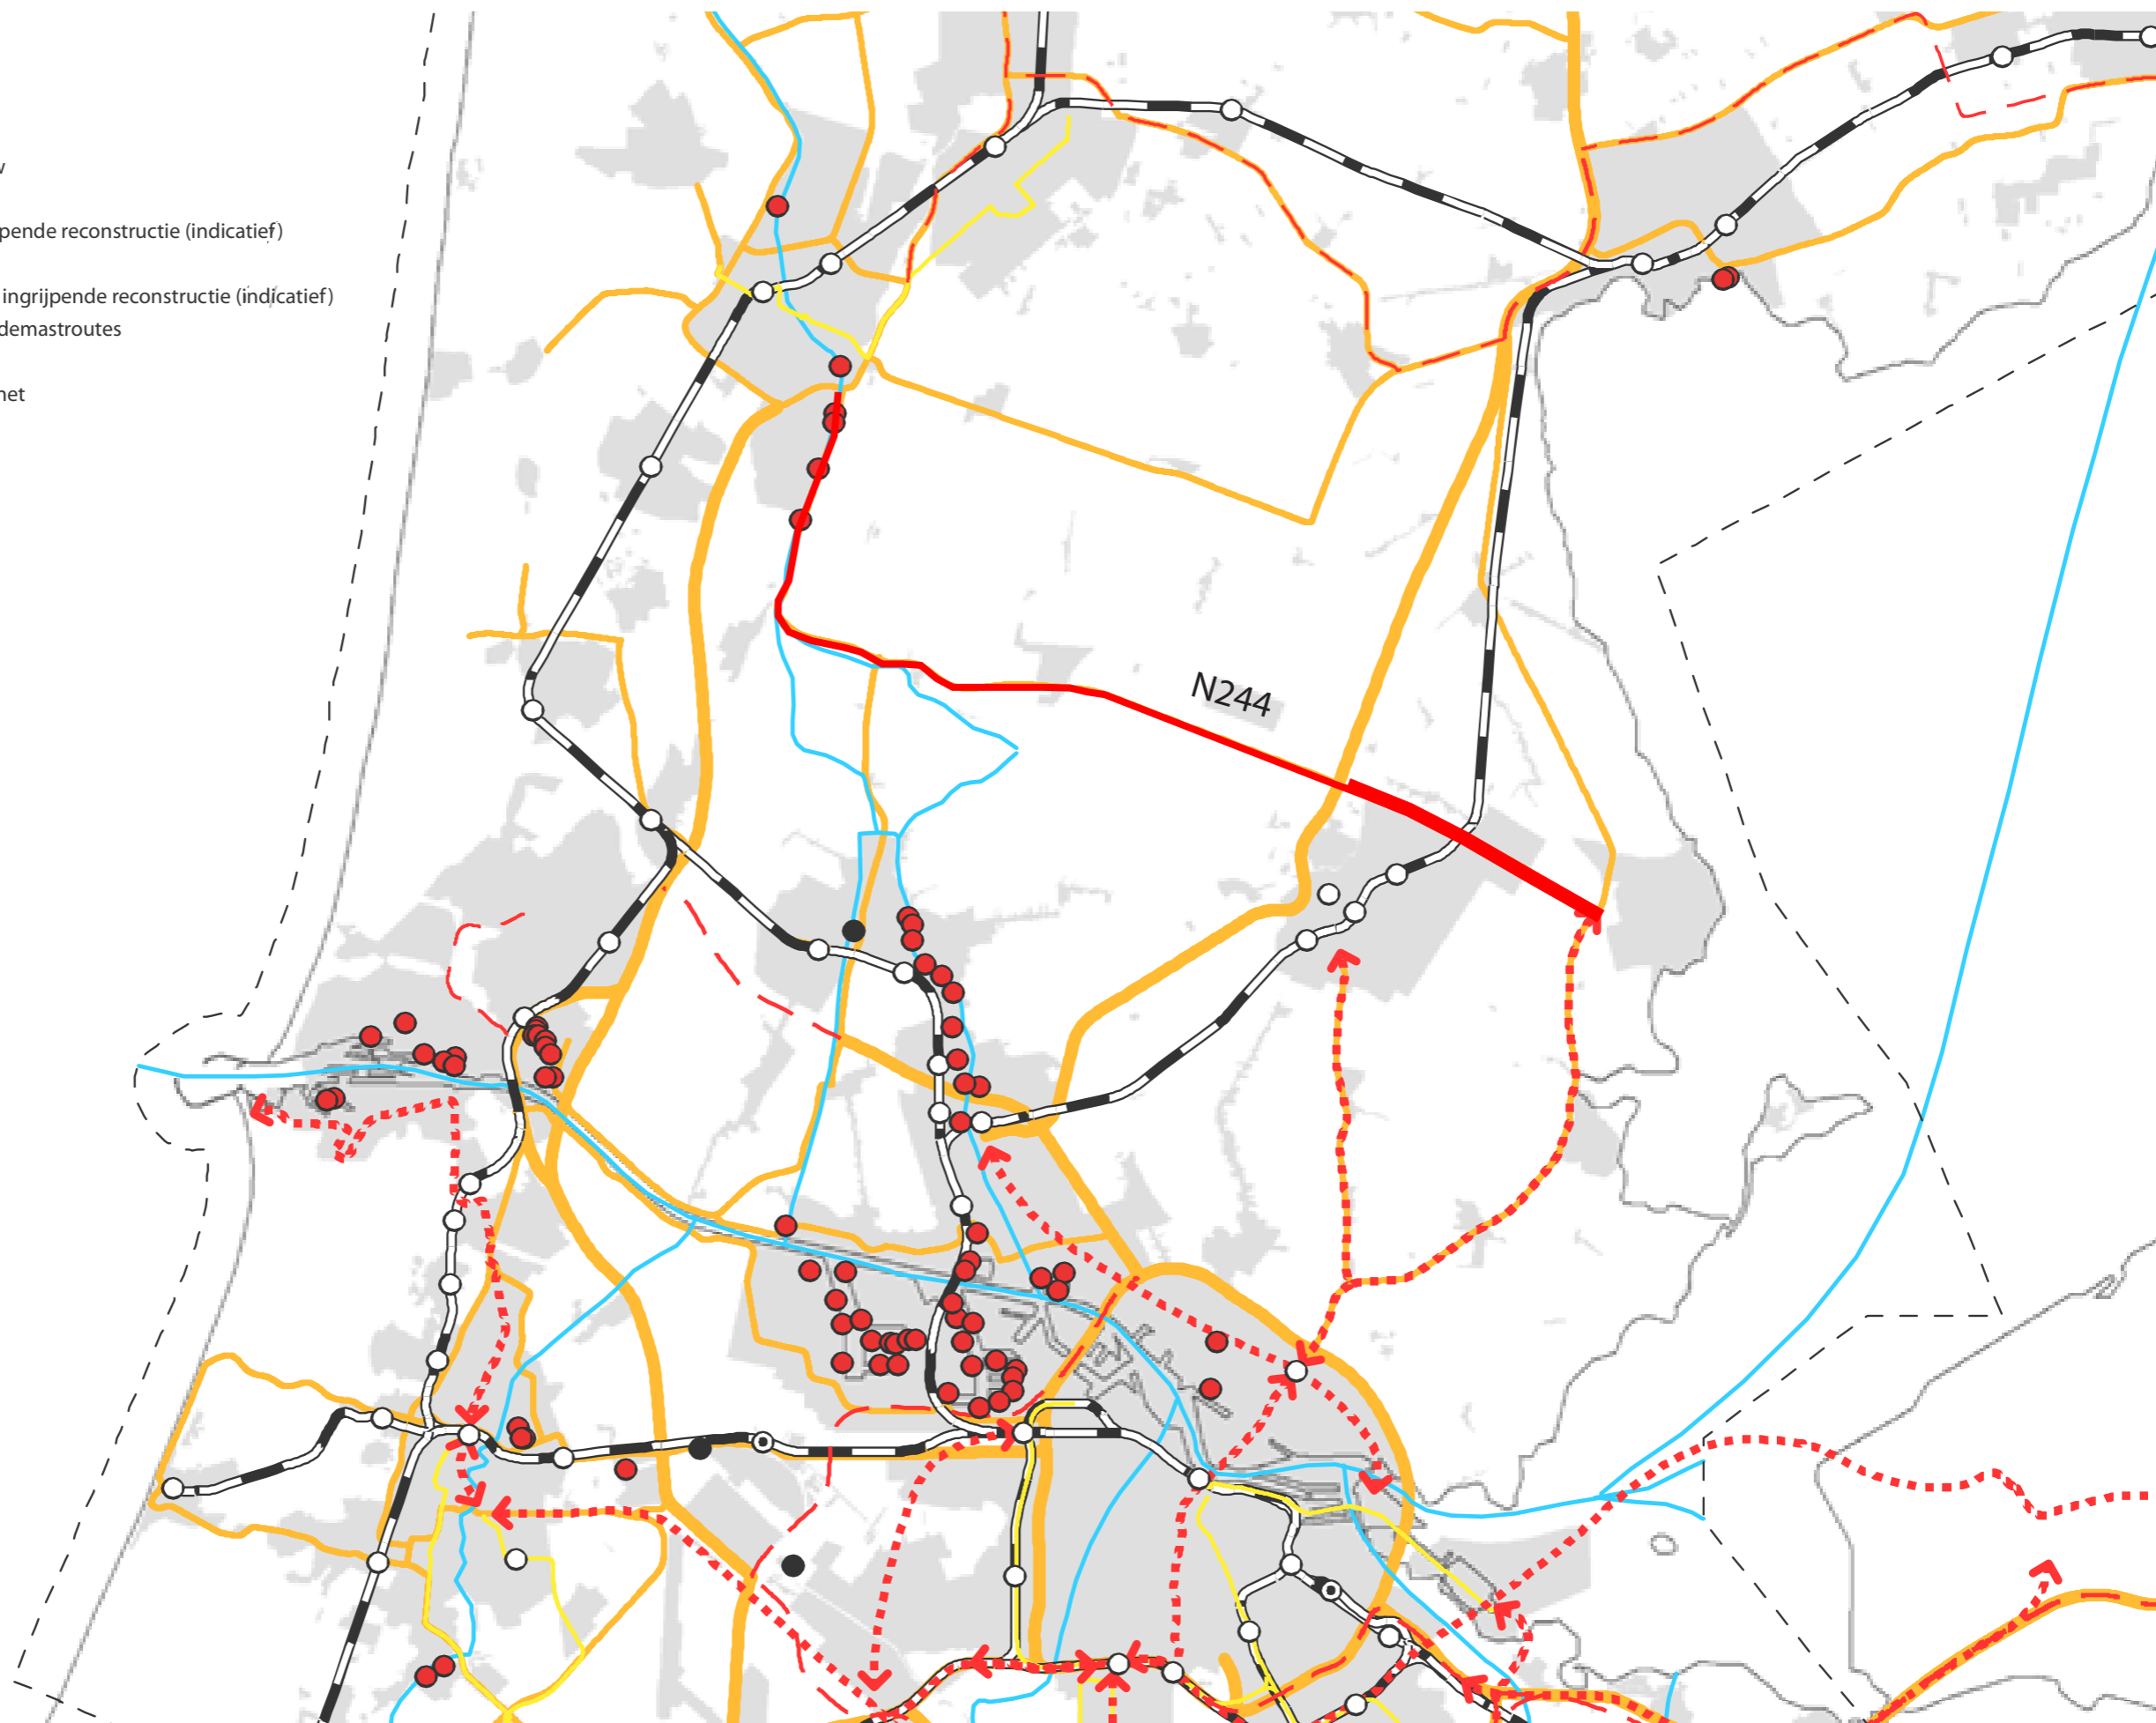 pende reconstructie (indicatief)
ingrijpende reconstructie (indicatief)
demastroutes
net
N244